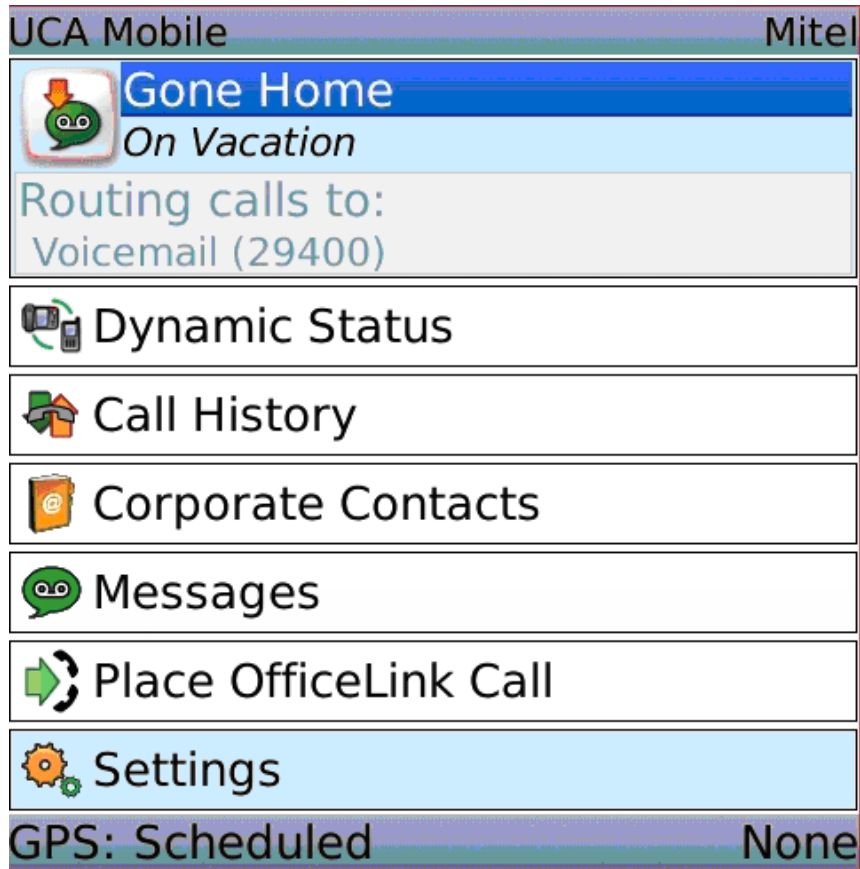 UCA Mobile Mitel
Gone Home
On Vacation
Routing calls to:
Voicemail (29400)
Dynamic Status
Call History
Corporate Contacts
Messages
Place OfficeLink Call
Settings
GPS: Scheduled None